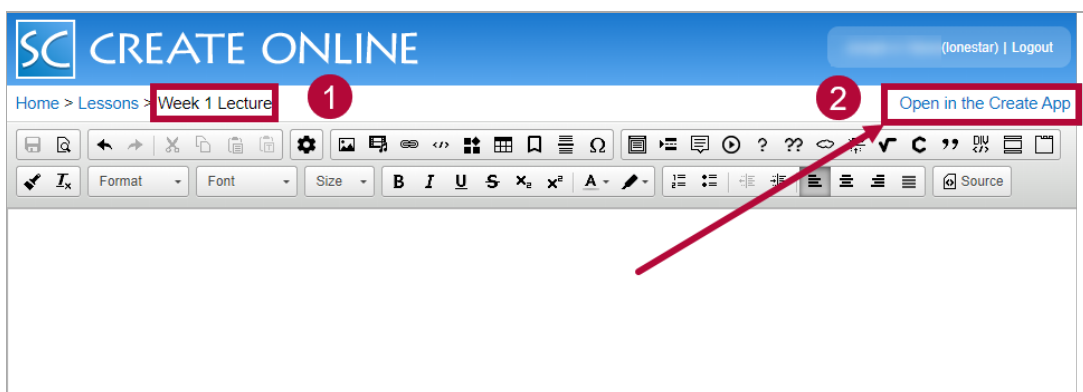 SC CREATE ONLINE
(lonestar) | Logout
Home > Lessons > Week 1 Lecture
1
2
Open in the Create App
? ?? C DIV
Format Font Size B I U S X₂ x² A Source